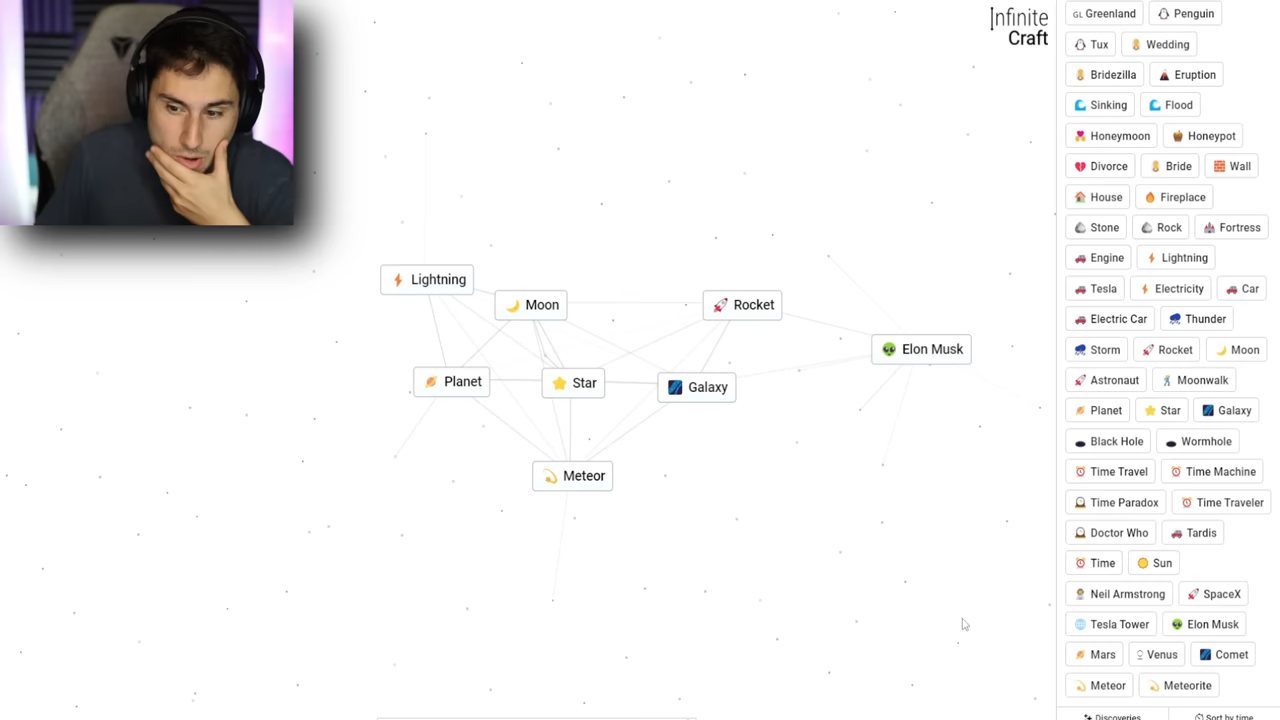 Infinite
Craft
GL Greenland Penguin
Tux Wedding
Bridezilla Eruption
Sinking Flood
Honeymoon Honeypot
Divorce Bride Wall
House Fireplace
Stone Rock Fortress
Engine Lightning
Tesla Electricity Car
Electric Car Thunder
Storm Rocket Moon
Astronaut Moonwalk
Planet Star Galaxy
Black Hole Wormhole
Time Travel Time Machine
Time Paradox Time Traveler
Doctor Who Tardis
Time Sun
Neil Armstrong SpaceX
Tesla Tower Elon Musk
Mars Venus Comet
Meteor Meteorite
Discoveries Sort by time
Lightning
Moon Rocket
Elon Musk
Planet Star Galaxy
Meteor